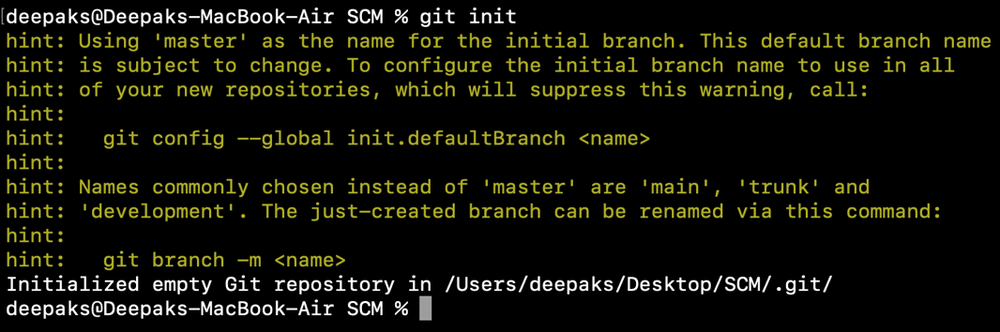 [deepaks@Deepaks-MacBook-Air SCM % git init
hint: Using 'master' as the name for the initial branch. This default branch name
hint: is subject to change. To configure the initial branch name to use in all
hint: of your new repositories, which will suppress this warning, call:
hint:
hint:   git config --global init.defaultBranch <name>
hint:
hint: Names commonly chosen instead of 'master' are 'main', 'trunk' and
hint: 'development'. The just-created branch can be renamed via this command:
hint:
hint:   git branch -m <name>
Initialized empty Git repository in /Users/deepaks/Desktop/SCM/.git/
deepaks@Deepaks-MacBook-Air SCM %